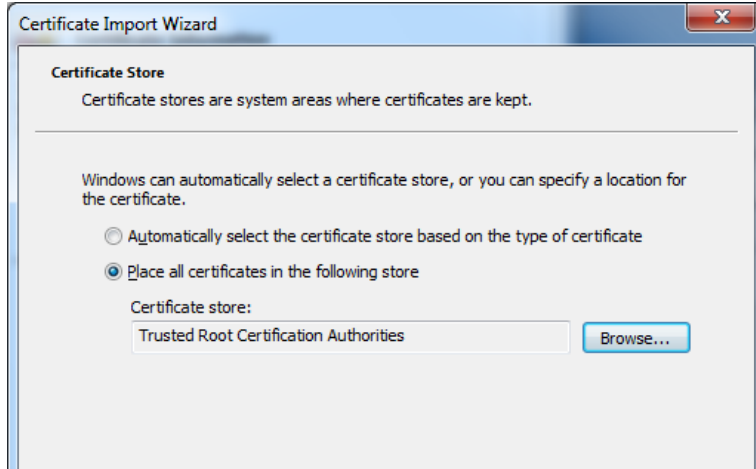 Certificate Import Wizard
Certificate Store
Certificate stores are system areas where certificates are kept.
Windows can automatically select a certificate store, or you can specify a location for
the certificate.
Automatically select the certificate store based on the type of certificate
Place all certificates in the following store
Certificate store:
Trusted Root Certification Authorities
Browse...